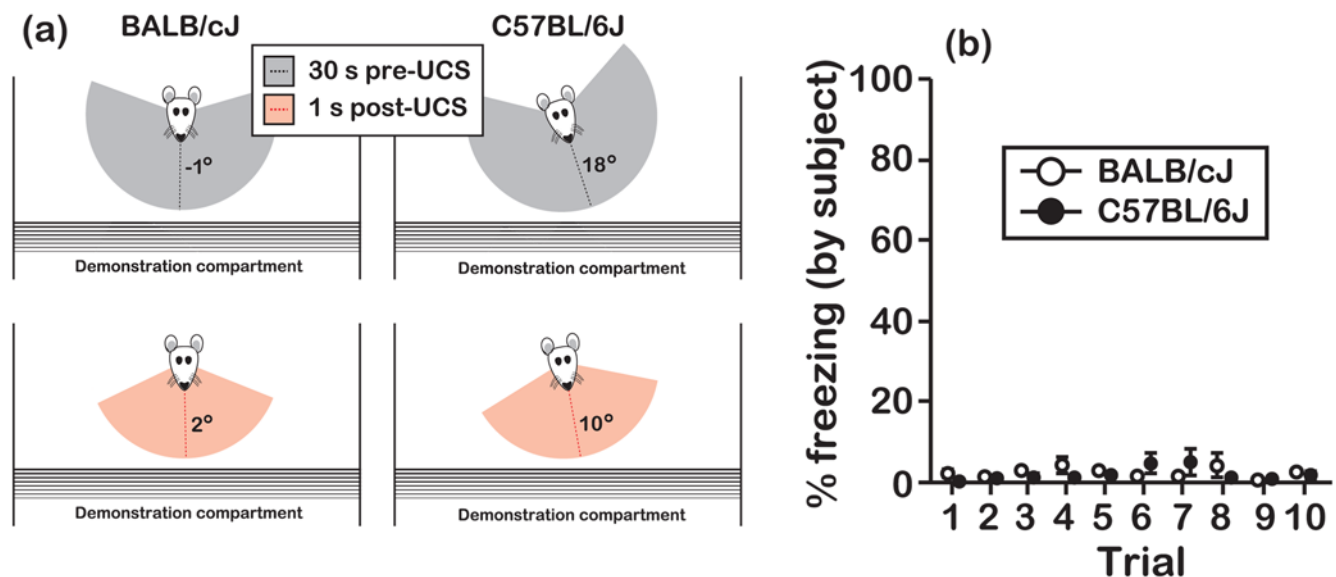 (a)
BALB/cJ
C57BL/6J
30 s pre-UCS
1 s post-UCS
-1°
18°
Demonstration compartment
Demonstration compartment
2°
10°
Demonstration compartment
Demonstration compartment
(b)
% freezing (by subject)
100
80
60
40
20
0
BALB/cJ
C57BL/6J
1 2 3 4 5 6 7 8 9 10
Trial